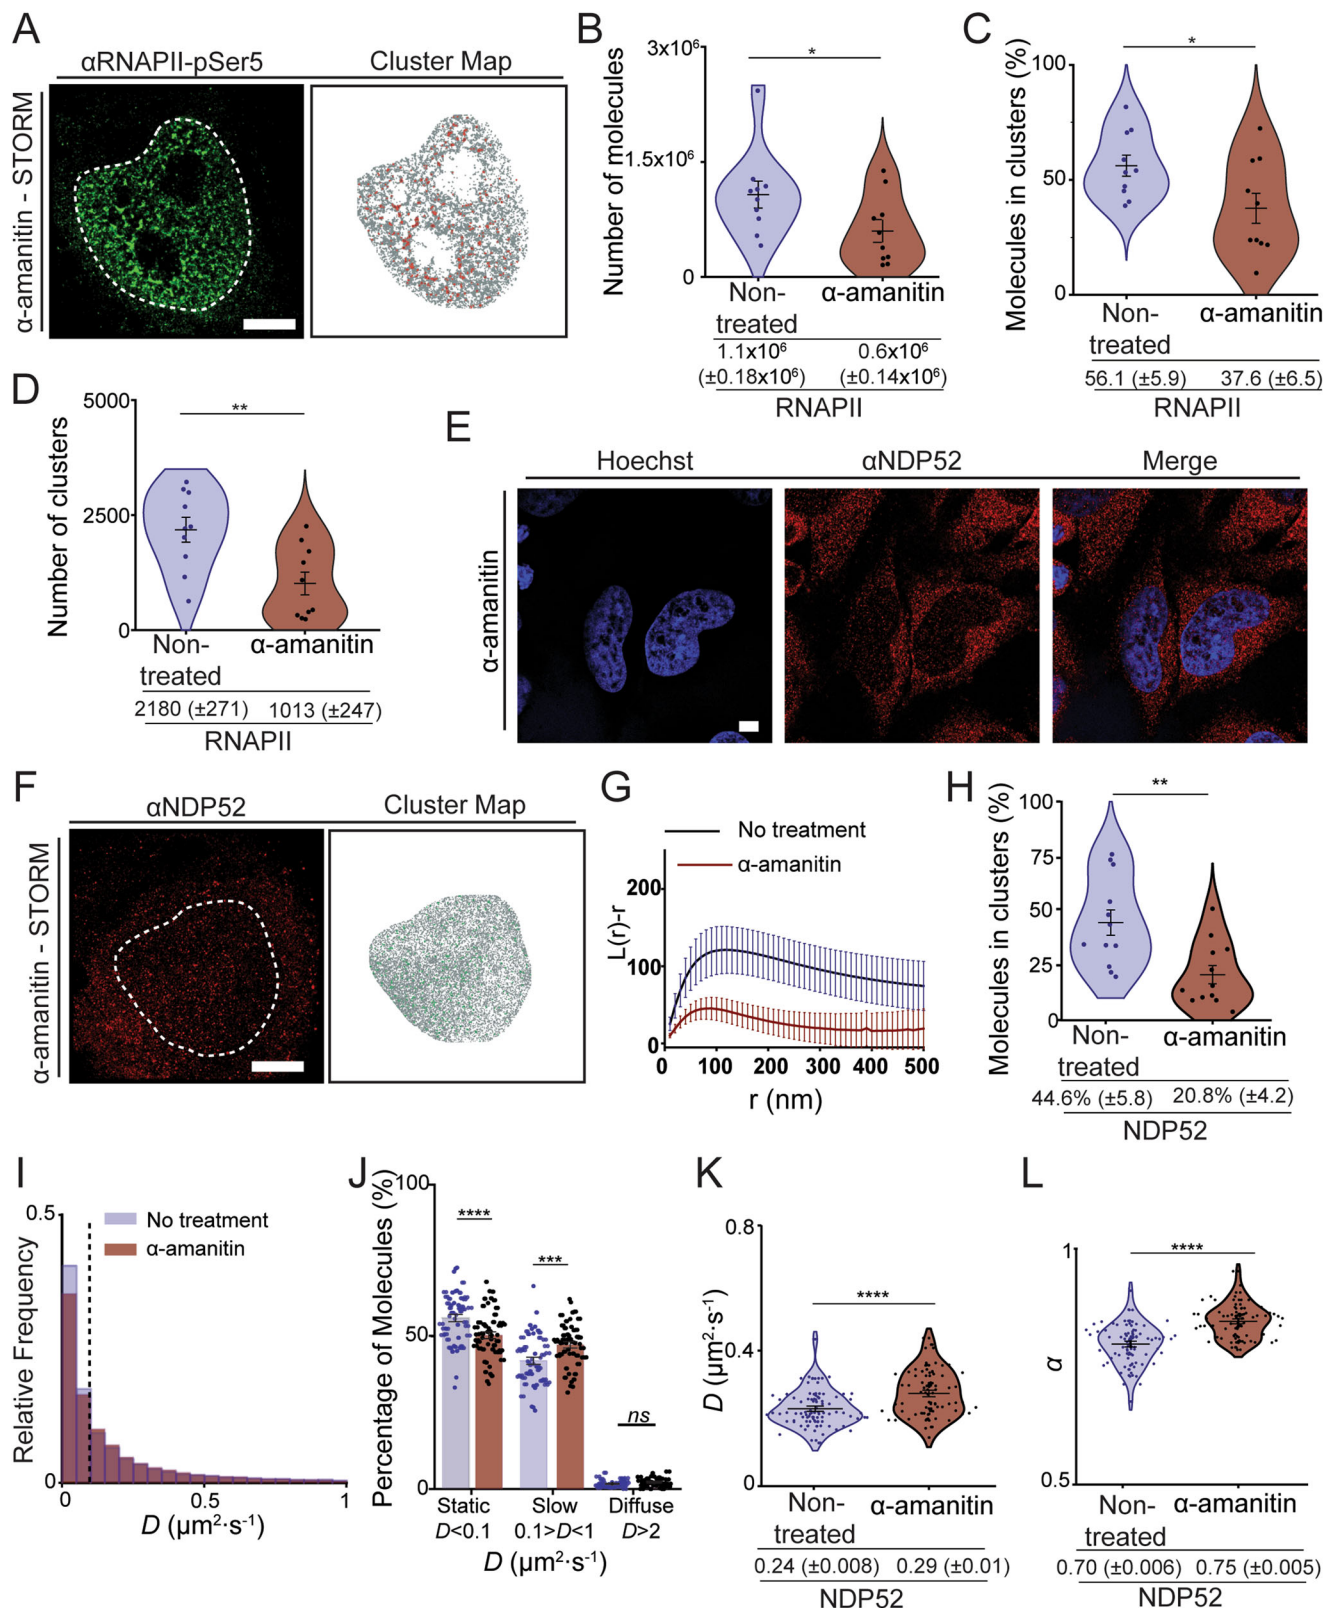 A
αRNAPII-pSer5
Cluster Map
α-amanitin - STORM
B
Number of molecules
3x10⁶
1.5x10⁶
0
*
Non-
treated
α-amanitin
1.1x10⁶
(±0.18x10⁶)
0.6x10⁶
(±0.14x10⁶)
RNAPII
C
Molecules in clusters (%)
100
50
0
*
Non-
treated
α-amanitin
56.1 (±5.9)
37.6 (±6.5)
RNAPII
D
Number of clusters
5000
2500
0
**
Non-
treated
α-amanitin
2180 (±271)
1013 (±247)
RNAPII
E
Hoechst
αNDP52
Merge
α-amanitin
F
αNDP52
Cluster Map
α-amanitin - STORM
G
No treatment
α-amanitin
L(r)-r
200
100
0
0 100 200 300 400 500
r (nm)
H
Molecules in clusters (%)
100
75
50
25
0
**
Non-
treated
α-amanitin
44.6% (±5.8)
20.8% (±4.2)
NDP52
I
Relative Frequency
0.5
0
No treatment
α-amanitin
0 0.5 1
D (μm²·s⁻¹)
J
Percentage of Molecules (%)
100
50
0
****
***
ns
Static
D<0.1
Slow
0.1>D<1
Diffuse
D>2
D (μm²·s⁻¹)
K
D (μm²·s⁻¹)
0.8
0.4
0
****
Non-
treated
α-amanitin
0.24 (±0.008)
0.29 (±0.01)
NDP52
L
α
1
0.5
****
Non-
treated
α-amanitin
0.70 (±0.006)
0.75 (±0.005)
NDP52